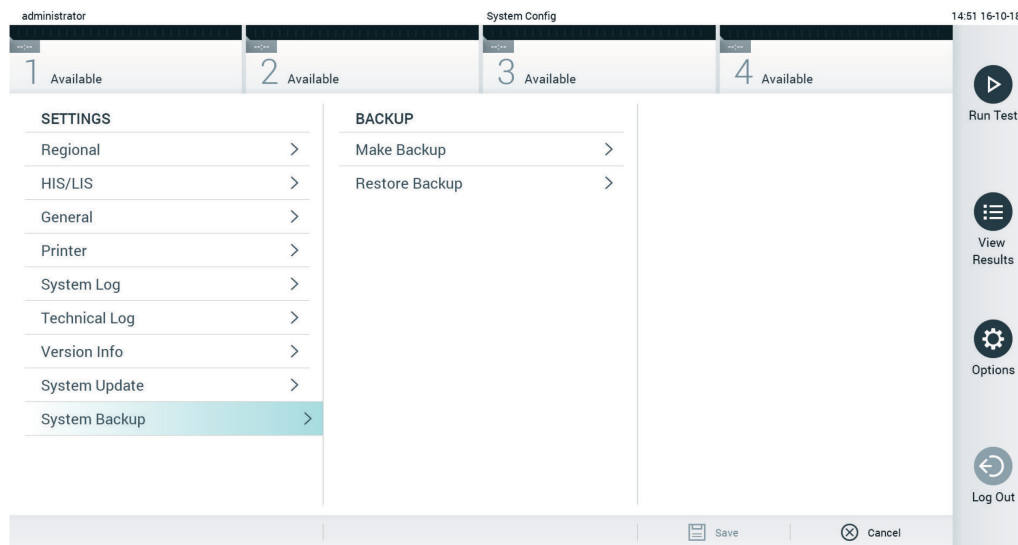 administrator System Config 14:51 16-10-18
--:-- --:-- --:-- --:--
1 Available 2 Available 3 Available 4 Available
Run Test
View
Results
Options
Log Out
SETTINGS
Regional
HIS/LIS
General
Printer
System Log
Technical Log
Version Info
System Update
System Backup
BACKUP
Make Backup
Restore Backup
Save Cancel